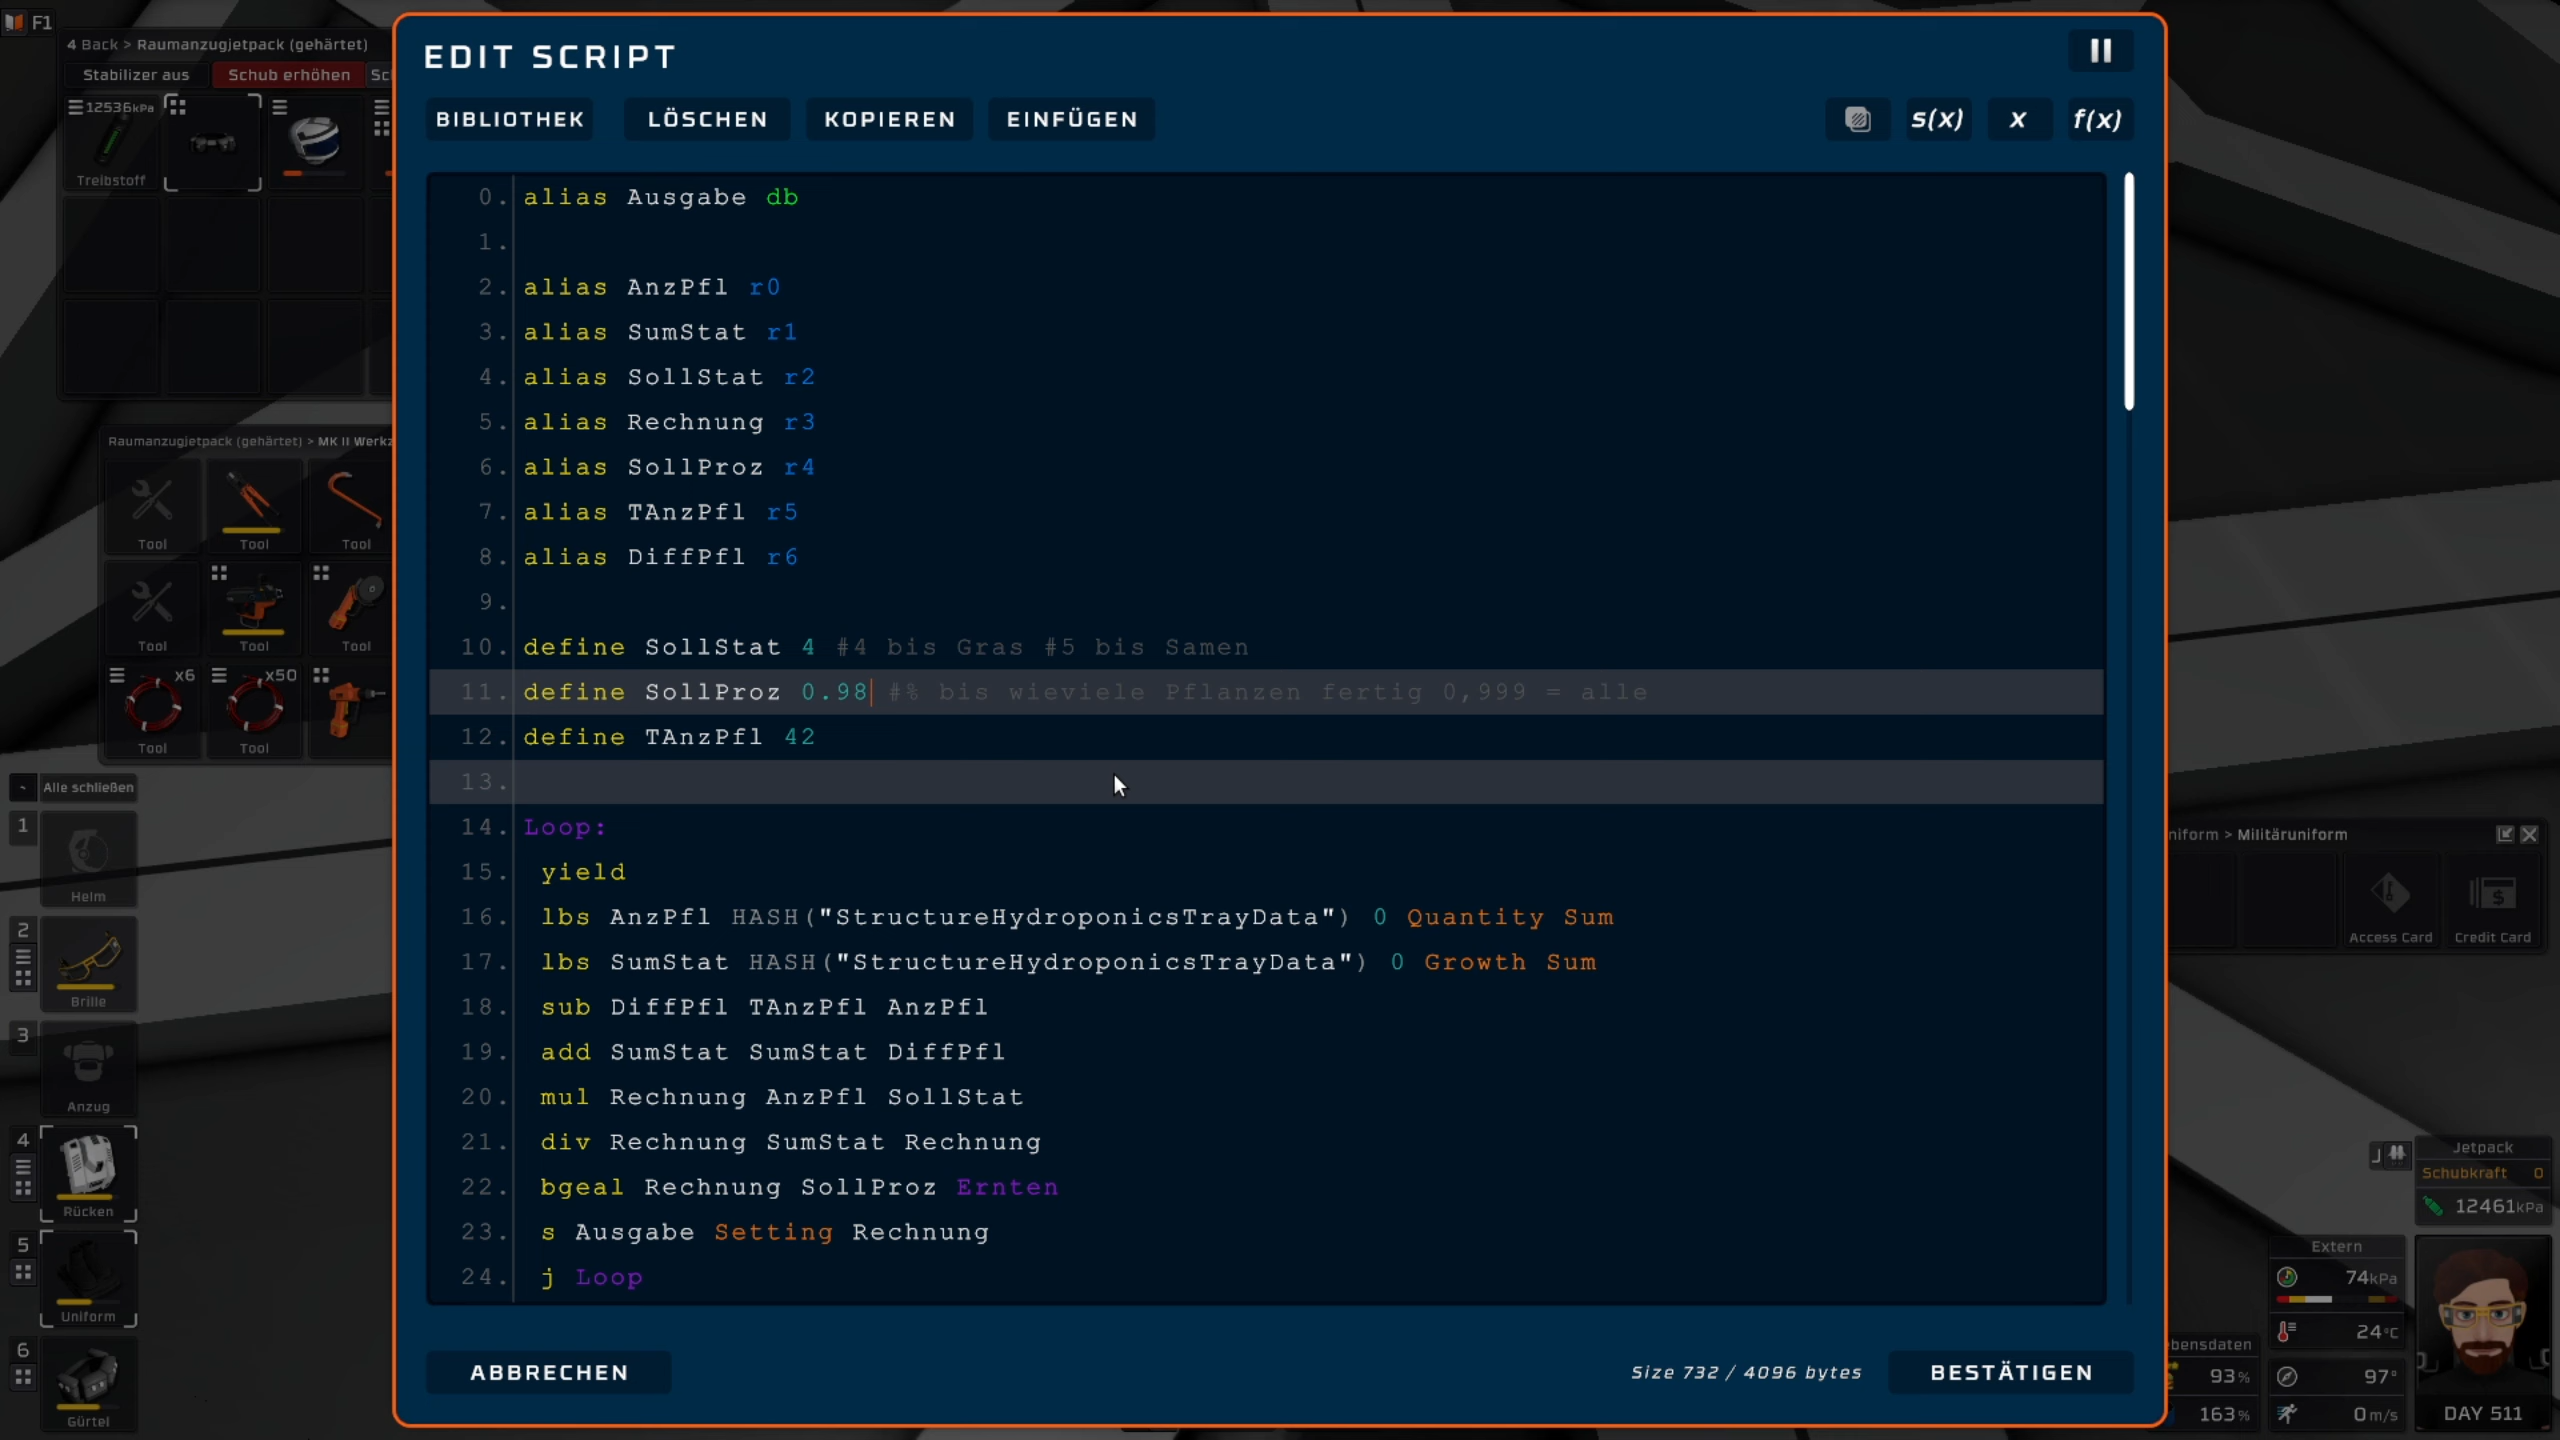 F1
4 Back > Raumanzugjetpack (gehärtet)
Stabilizer aus
Schub erhöhen
12536kPa
Treibstoff
Raumanzugjetpack (gehärtet) > MK II
Tool
Tool
Tool
Tool
Tool
Tool
x6
x50
Tool
Tool
Tool
Alle schließen
1
Helm
2
Brille
3
Anzug
4
Rücken
5
Uniform
6
Gürtel
EDIT SCRIPT
BIBLIOTHEK
LÖSCHEN
KOPIEREN
EINFÜGEN
s(x)
x
f(x)
0. alias Ausgabe db
1.
2. alias AnzPfl r0
3. alias SumStat r1
4. alias SollStat r2
5. alias Rechnung r3
6. alias SollProz r4
7. alias TAnzPfl r5
8. alias DiffPfl r6
9.
10. define SollStat 4 #4 bis Gras #5 bis Samen
11. define SollProz 0.98 #% bis wieviele Pflanzen fertig 0,999 = alle
12. define TAnzPfl 42
13.
14. Loop:
15. yield
16. lbs AnzPfl HASH("StructureHydroponicsTrayData") 0 Quantity Sum
17. lbs SumStat HASH("StructureHydroponicsTrayData") 0 Growth Sum
18. sub DiffPfl TAnzPfl AnzPfl
19. add SumStat SumStat DiffPfl
20. mul Rechnung AnzPfl SollStat
21. div Rechnung SumStat Rechnung
22. bgeal Rechnung SollProz Ernten
23. s Ausgabe Setting Rechnung
24. j Loop
ABBRECHEN
Size 732 / 4096 bytes
BESTÄTIGEN
> Militäruniform
Access Card
Credit Card
J
Jetpack
Schubkraft 0
12461kPa
Extern
74kPa
24°C
97°
0m/s
93%
163%
DAY 511